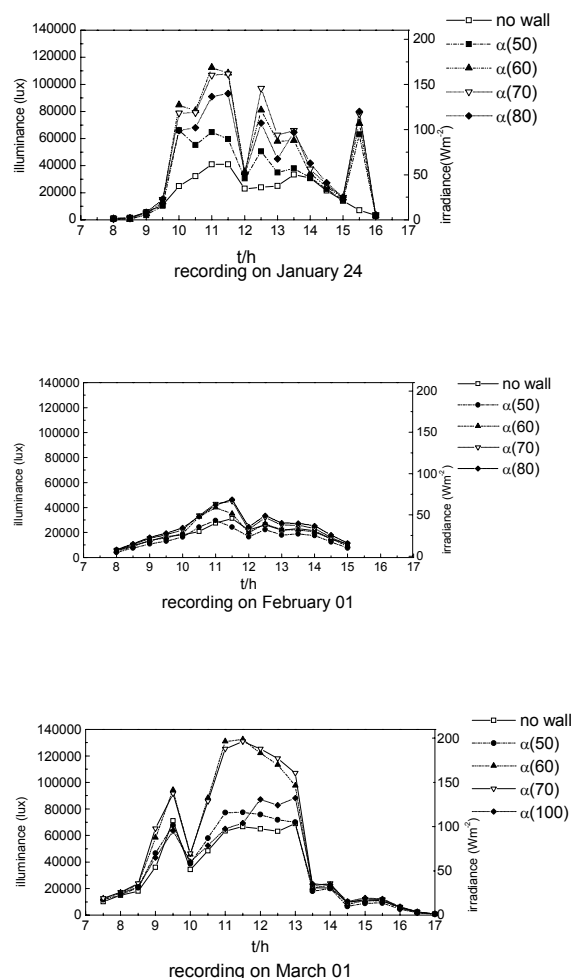 no wall
α(50)
α(60)
α(70)
α(80)
illuminance (lux)
140000
120000
100000
80000
60000
40000
20000
0
200
150
100
50
0
irradiance(Wm-2)
7 8 9 10 11 12 13 14 15 16 17
t/h
recording on January 24
no wall
α(50)
α(60)
α(70)
α(80)
illuminance (lux)
140000
120000
100000
80000
60000
40000
20000
0
200
150
100
50
0
irradiance (Wm-2)
7 8 9 10 11 12 13 14 15 16 17
t/h
recording on February 01
no wall
α(50)
α(60)
α(70)
α(100)
illuminance (lux)
140000
120000
100000
80000
60000
40000
20000
0
200
150
100
50
0
irradiance (Wm-2)
7 8 9 10 11 12 13 14 15 16 17
t/h
recording on March 01